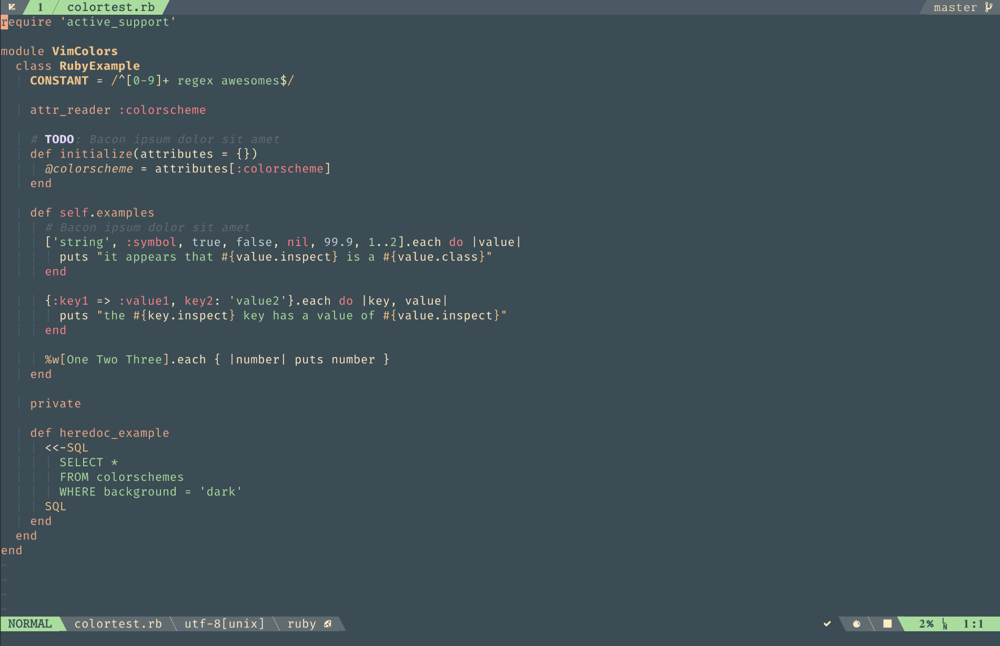 1 colortest.rb master
require 'active_support'
module VimColors
class RubyExample
CONSTANT = /^[0-9]+ regex awesomes$/
attr_reader :colorscheme
# TODO: Bacon ipsum dolor sit amet
def initialize(attributes = {})
@colorscheme = attributes[:colorscheme]
end
def self.examples
# Bacon ipsum dolor sit amet
['string', :symbol, true, false, nil, 99.9, 1..2].each do |value|
puts "it appears that #{value.inspect} is a #{value.class}"
end
{:key1 => :value1, key2: 'value2'}.each do |key, value|
puts "the #{key.inspect} key has a value of #{value.inspect}"
end
%w[One Two Three].each { |number| puts number }
end
private
def heredoc_example
<<-SQL
SELECT *
FROM colorschemes
WHERE background = 'dark'
SQL
end
end
end
~
~
~
~
NORMAL colortest.rb utf-8[unix] ruby 2% LN 1:1